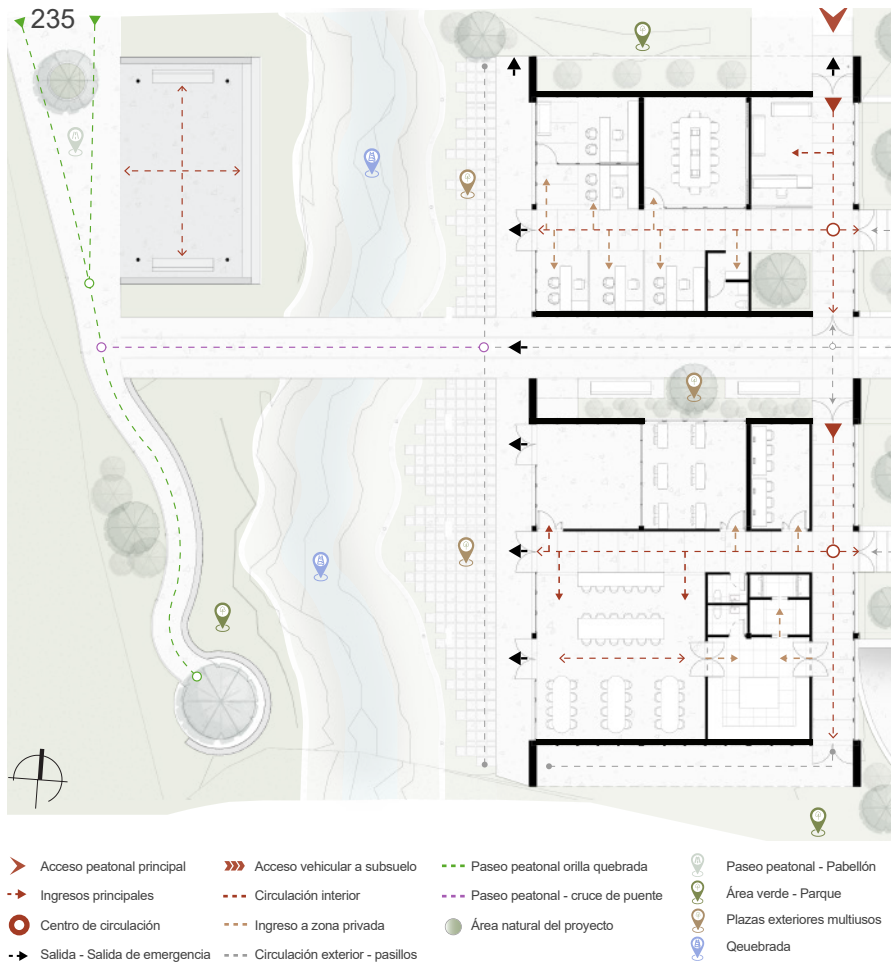 235
Acceso peatonal principal
Ingresos principales
Centro de circulación
Salida - Salida de emergencia
Acceso vehicular a subsuelo
Circulación interior
Ingreso a zona privada
Circulación exterior - pasillos
Paseo peatonal orilla quebrada
Paseo peatonal - cruce de puente
Área natural del proyecto
Paseo peatonal - Pabellón
Área verde - Parque
Plazas exteriores multiusos
Qeuebrada